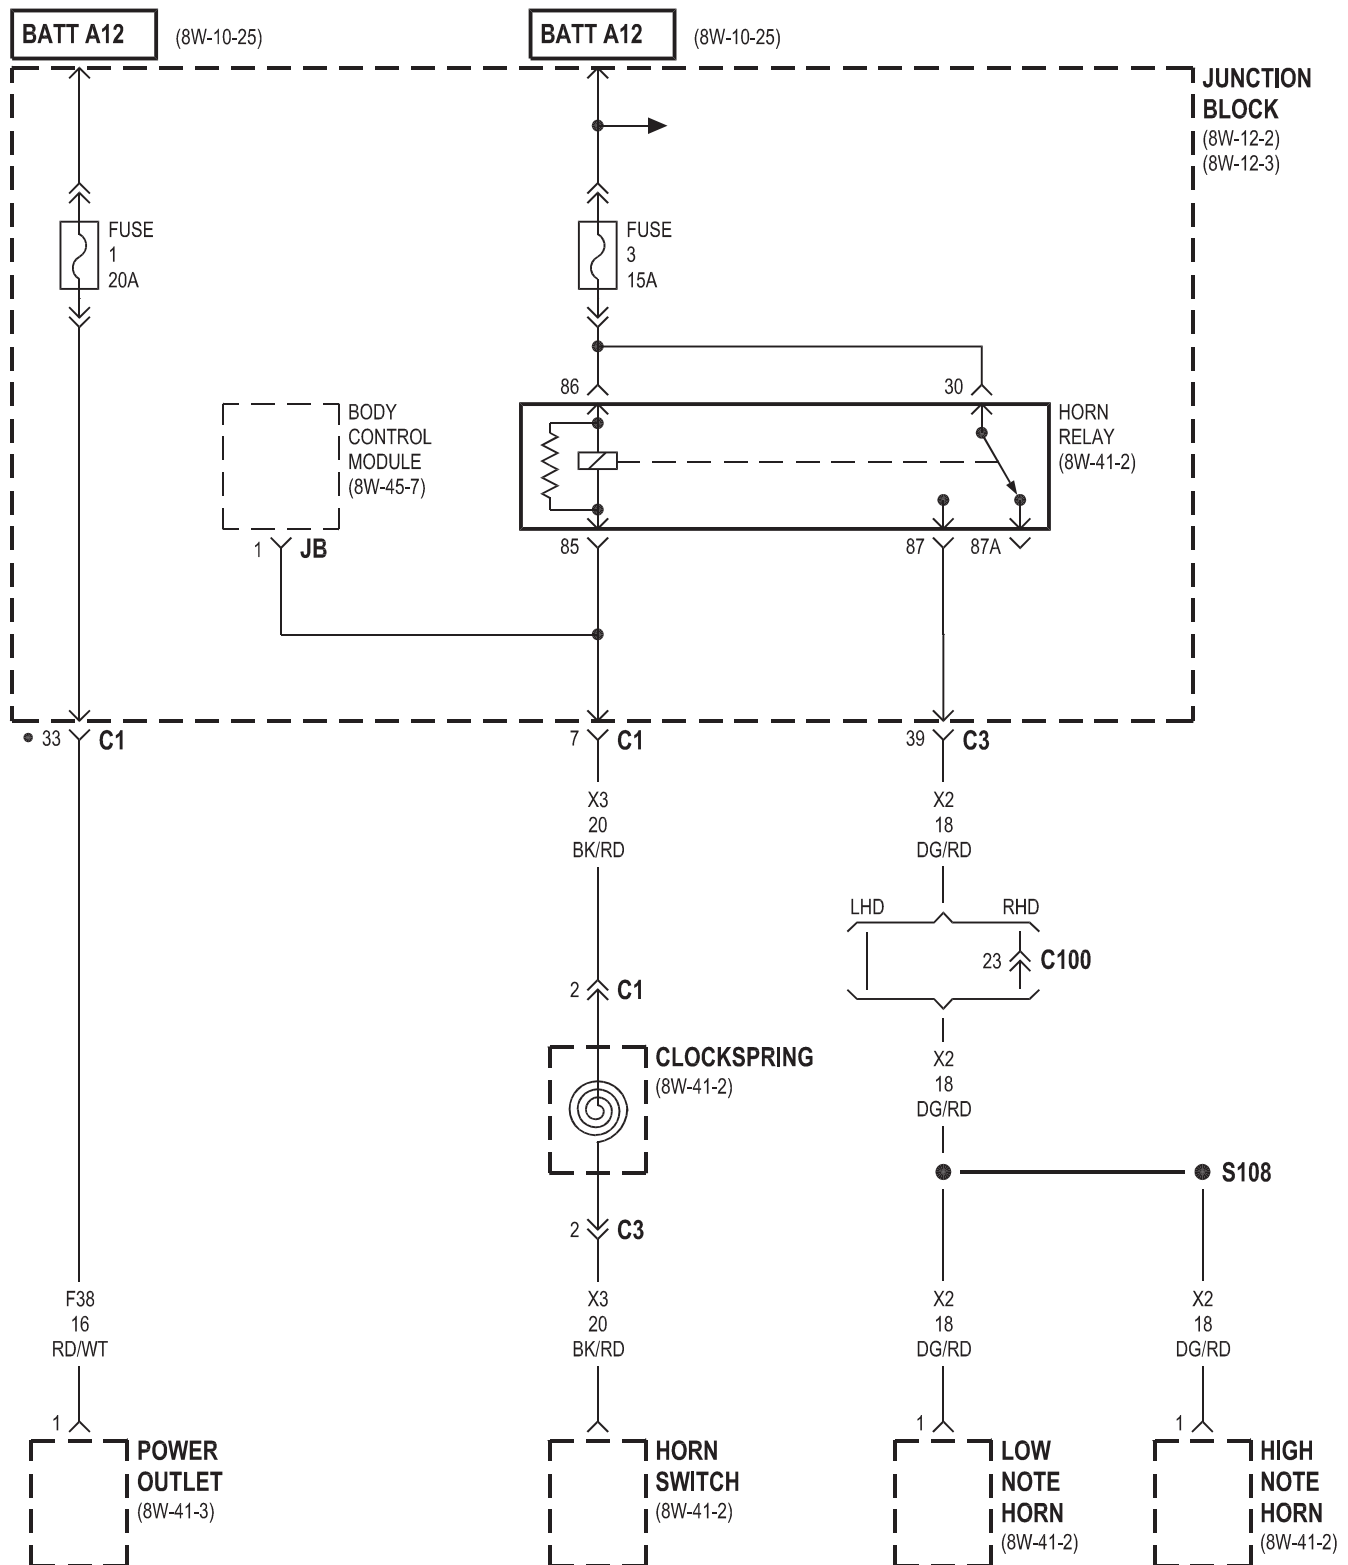 BATT A12 (8W-10-25)
BATT A12 (8W-10-25)
JUNCTION
BLOCK
(8W-12-2)
(8W-12-3)
FUSE
1
20A
FUSE
3
15A
86
30
BODY
CONTROL
MODULE
(8W-45-7)
HORN
RELAY
(8W-41-2)
1 JB
85
87
87A
33 C1
7 C1
39 C3
X3
20
BK/RD
X2
18
DG/RD
LHD
RHD
23 C100
2 C1
CLOCKSPRING
(8W-41-2)
X2
18
DG/RD
S108
2 C3
F38
16
RD/WT
X3
20
BK/RD
X2
18
DG/RD
X2
18
DG/RD
1
POWER
OUTLET
(8W-41-3)
HORN
SWITCH
(8W-41-2)
1
LOW
NOTE
HORN
(8W-41-2)
1
HIGH
NOTE
HORN
(8W-41-2)